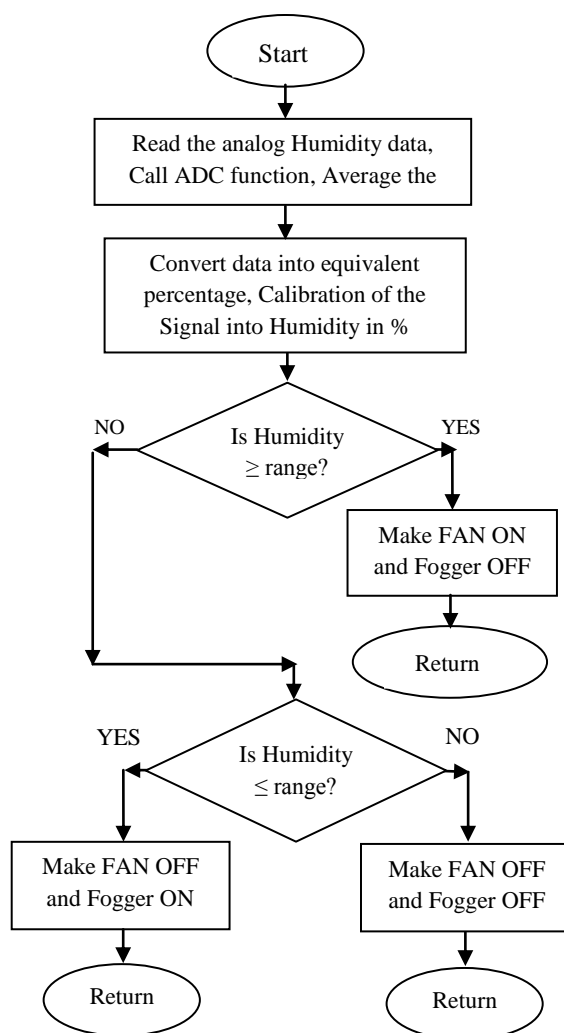 Start
Read the analog Humidity data,
Call ADC function, Average the
Convert data into equivalent
percentage, Calibration of the
Signal into Humidity in %
NO
YES
Is Humidity
≥ range?
Make FAN ON
and Fogger OFF
Return
YES
NO
Is Humidity
≤ range?
Make FAN OFF
and Fogger ON
Make FAN OFF
and Fogger OFF
Return
Return